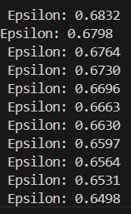 Epsilon: 0.6832
Epsilon: 0.6798
Epsilon: 0.6764
Epsilon: 0.6730
Epsilon: 0.6696
Epsilon: 0.6663
Epsilon: 0.6630
Epsilon: 0.6597
Epsilon: 0.6564
Epsilon: 0.6531
Epsilon: 0.6498